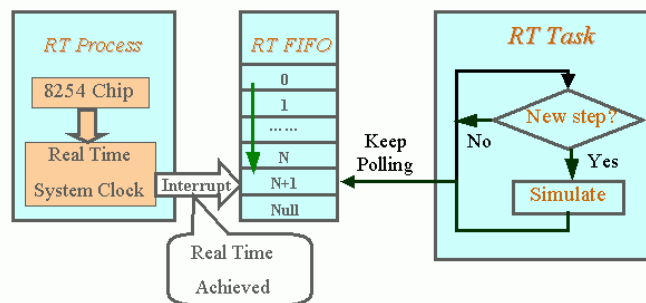 RT Process
8254 Chip
Real Time
System Clock
Interrupt
Real Time
Achieved
RT FIFO
0
1
......
N
N+1
Null
Keep
Polling
RT Task
New step?
No
Yes
Simulate